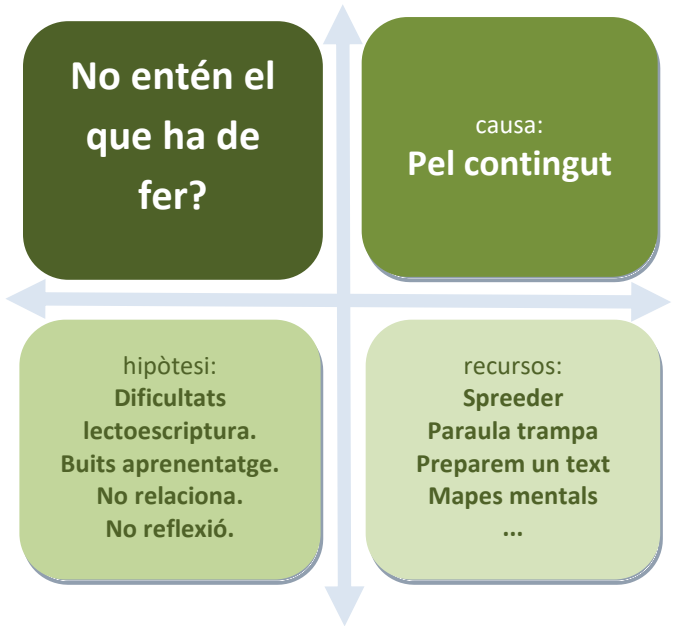 No entén el
que ha de
fer?
causa:
Pel contingut
hipòtesi:
Dificultats
lectoescriptura.
Buits aprenentatge.
No relaciona.
No reflexió.
recursos:
Spreeder
Paraula trampa
Preparem un text
Mapes mentals
...